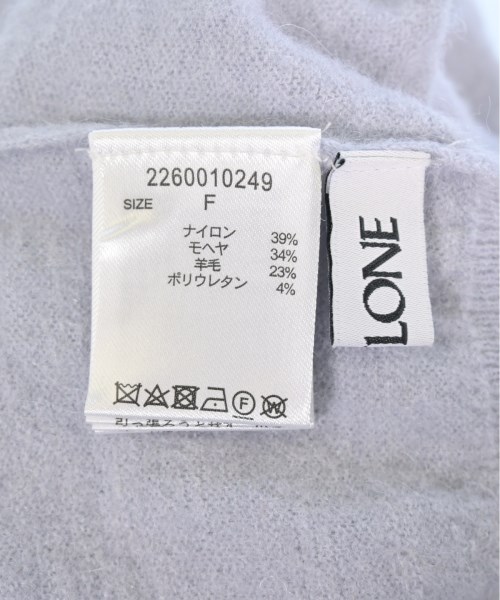 2260010249
SIZE F
ナイロン 39%
モヘヤ 34%
羊毛 23%
ポリウレタン 4%
F W
LONE